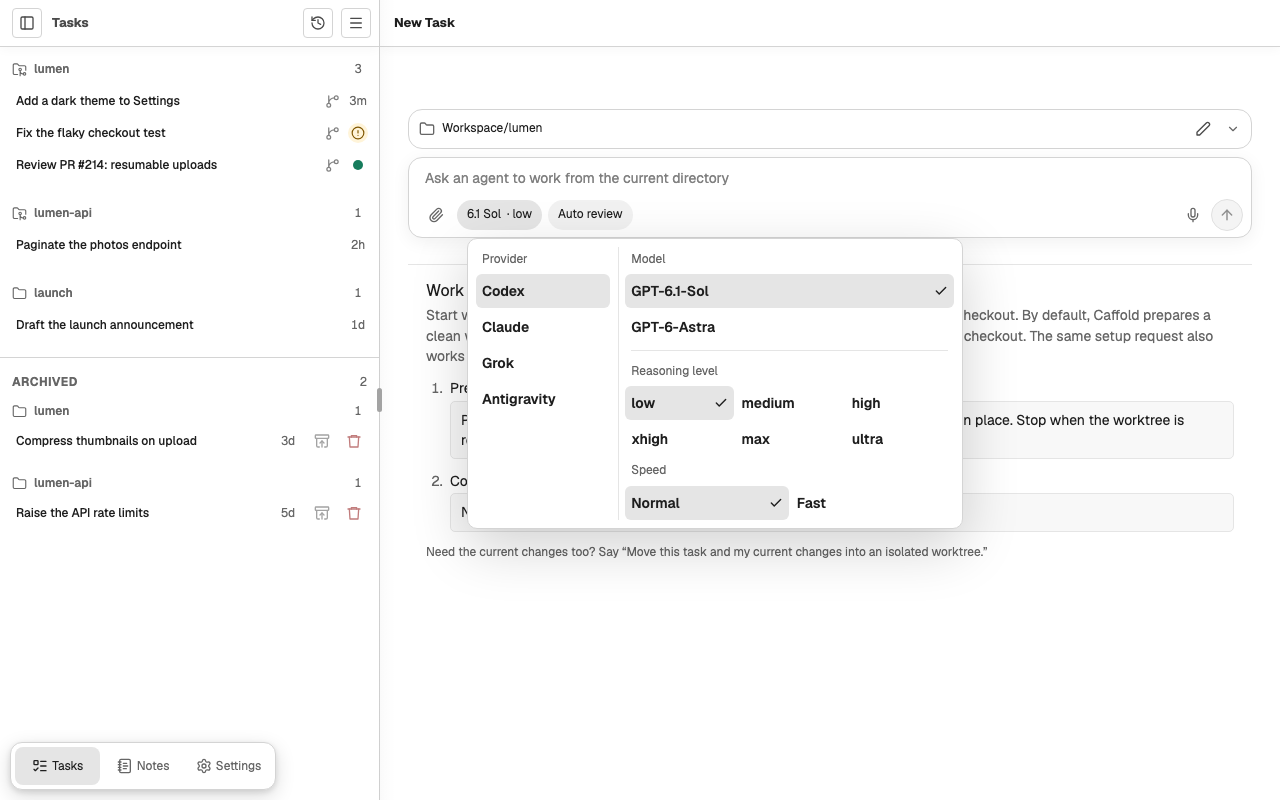 Tasks
lumen 3
Add a dark theme to Settings 3m
Fix the flaky checkout test
Review PR #214: resumable uploads
lumen-api 1
Paginate the photos endpoint 2h
launch 1
Draft the launch announcement 1d
ARCHIVED 2
lumen 1
Compress thumbnails on upload 3d
lumen-api 1
Raise the API rate limits 5d
Tasks Notes Settings
New Task
Workspace/lumen
Ask an agent to work from the current directory
6.1 Sol · low Auto review
Provider
Codex
Claude
Grok
Antigravity
Model
GPT-6.1-Sol
GPT-6-Astra
Reasoning level
low medium high
xhigh max ultra
Speed
Normal Fast
Work
Start
heckout. By default, Caffold prepares a
clean
checkout. The same setup request also
works
1.
n place. Stop when the worktree is
2.
Need the current changes too? Say “Move this task and my current changes into an isolated worktree.”